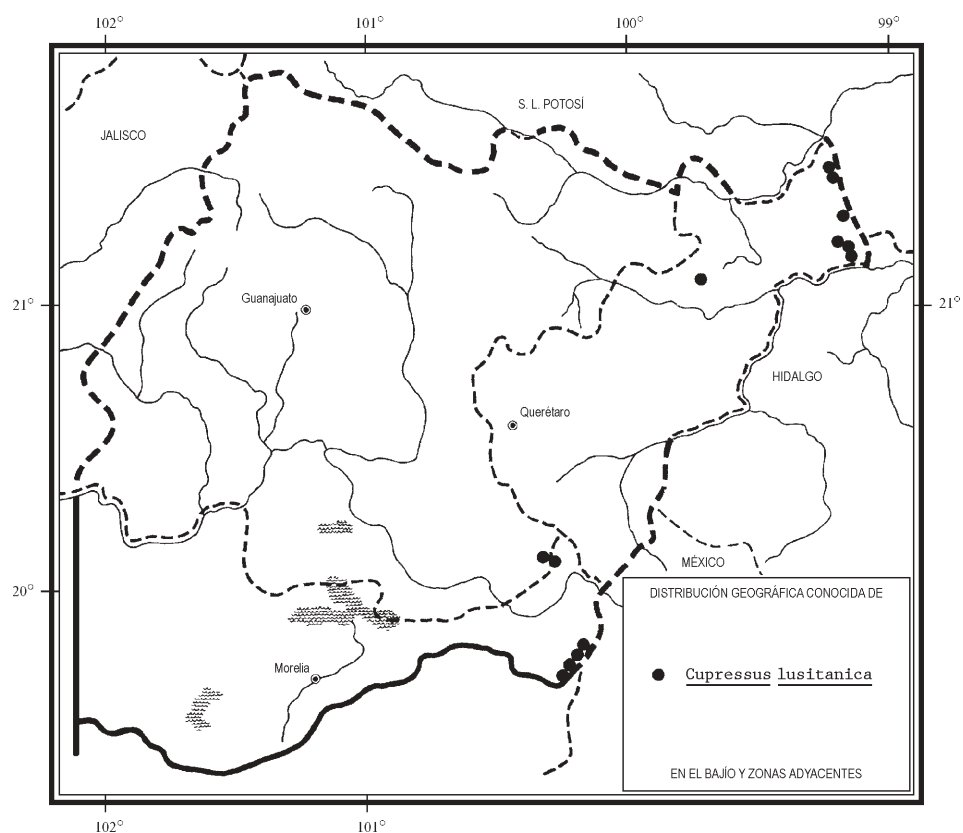 102° 101° 100° 99°
S. L. POTOSÍ
JALISCO
Guanajuato
21° 21°
HIDALGO
Querétaro
MÉXICO
20°
DISTRIBUCIÓN GEOGRÁFICA CONOCIDA DE
Morelia
Cupressus lusitanica
EN EL BAJÍO Y ZONAS ADYACENTES
102° 101°